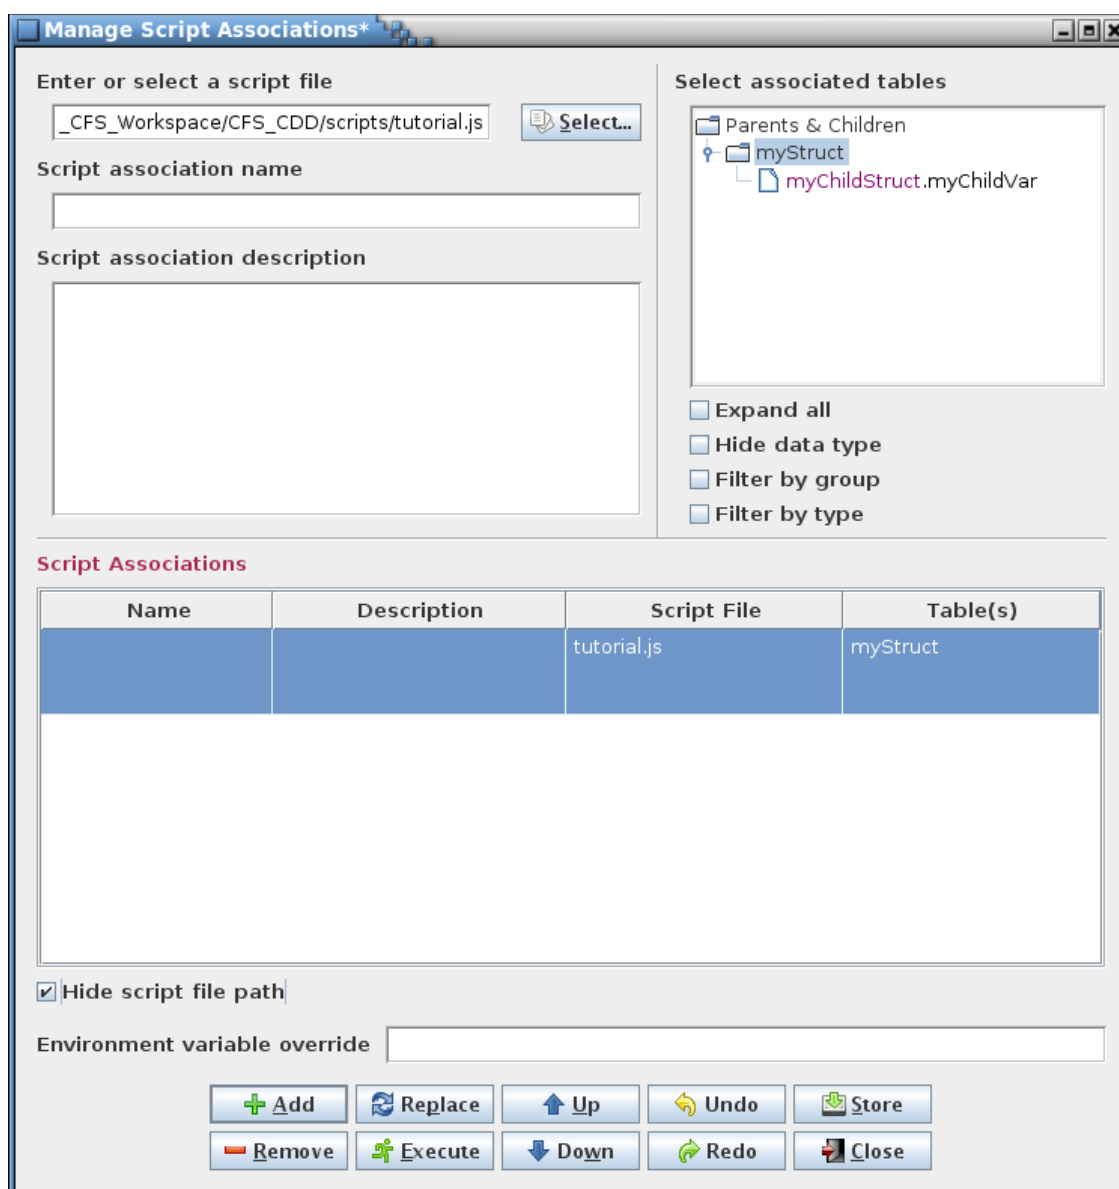 Manage Script Associations*
Enter or select a script file
_CFS_Workspace/CFS_CDD/scripts/tutorial.js
Select...
Script association name
Script association description
Select associated tables
Parents & Children
myStruct
myChildStruct.myChildVar
Expand all
Hide data type
Filter by group
Filter by type
Script Associations
Name Description Script File Table(s)
tutorial.js myStruct
Hide script file path
Environment variable override
Add Replace Up Undo Store
Remove Execute Down Redo Close